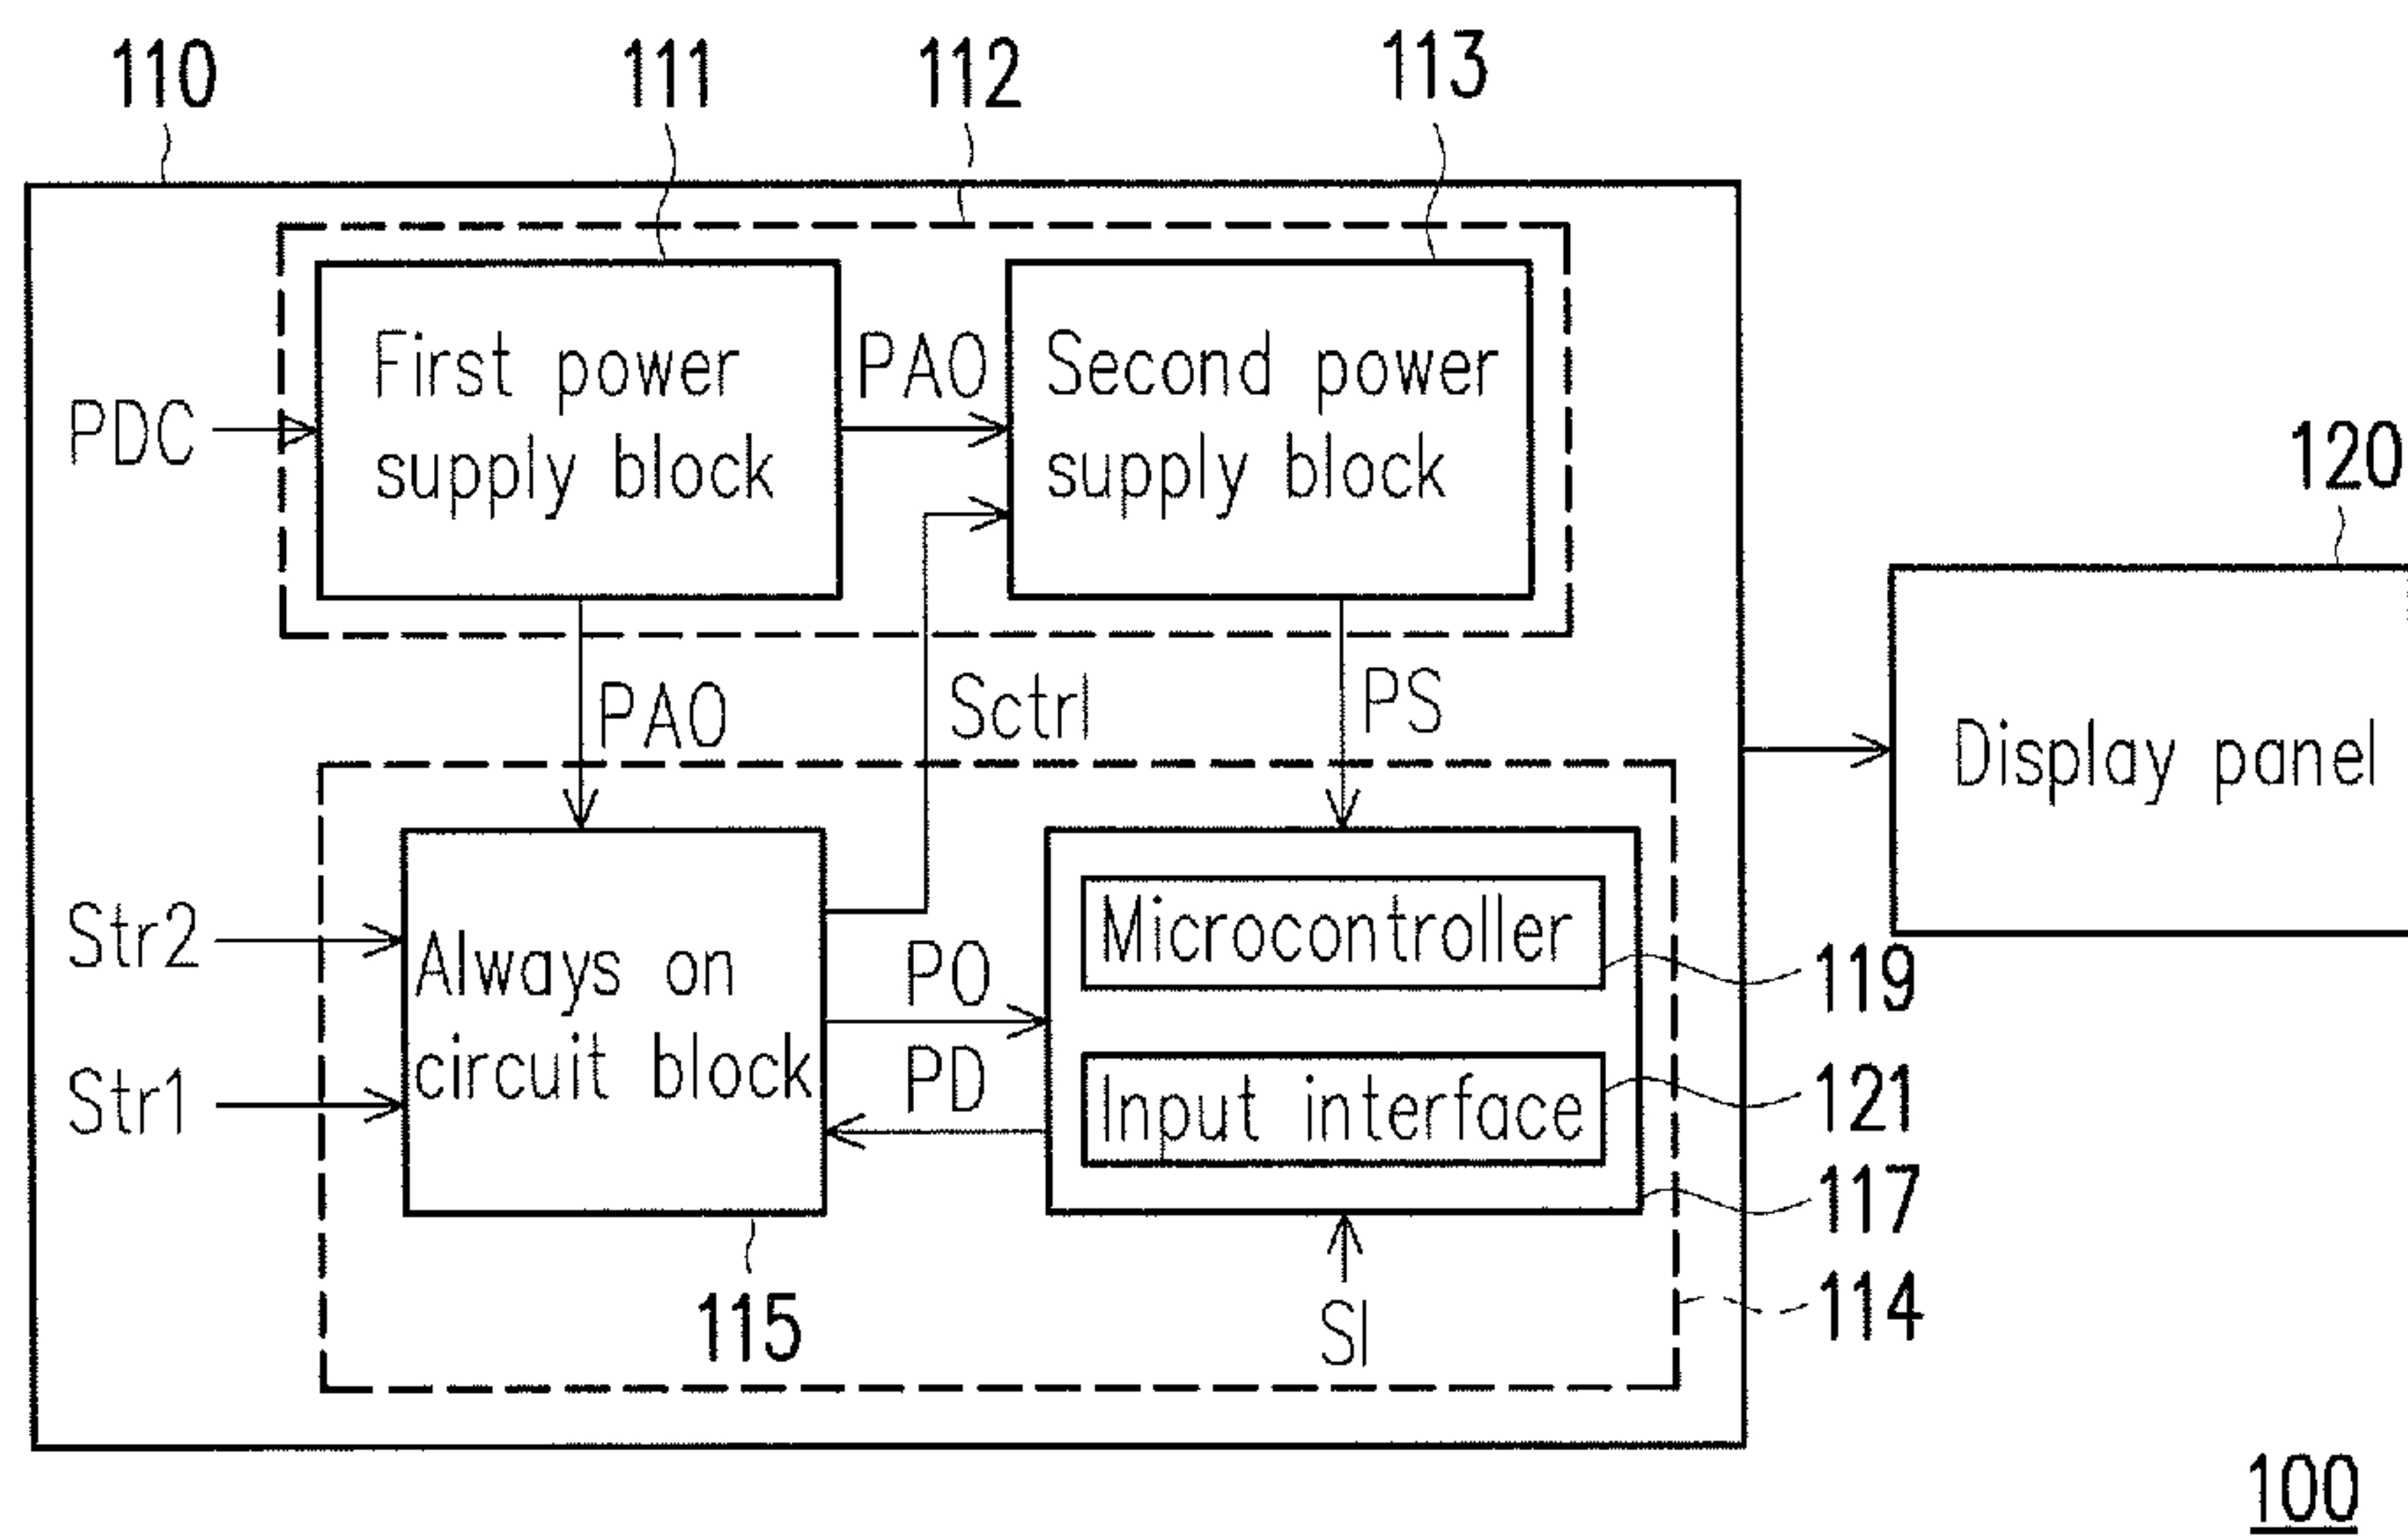 110
111
112
113
First power
supply block
PAO
Second power
supply block
PDC
120
PAO
Sctrl
PS
Display panel
Str2
Str1
Always on
circuit block
PO
PD
Microcontroller
Input interface
119
121
117
114
115
SI
100